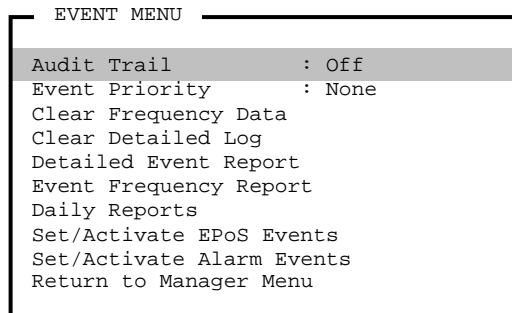 EVENT MENU
Audit Trail : Off
Event Priority : None
Clear Frequency Data
Clear Detailed Log
Detailed Event Report
Event Frequency Report
Daily Reports
Set/Activate EPoS Events
Set/Activate Alarm Events
Return to Manager Menu